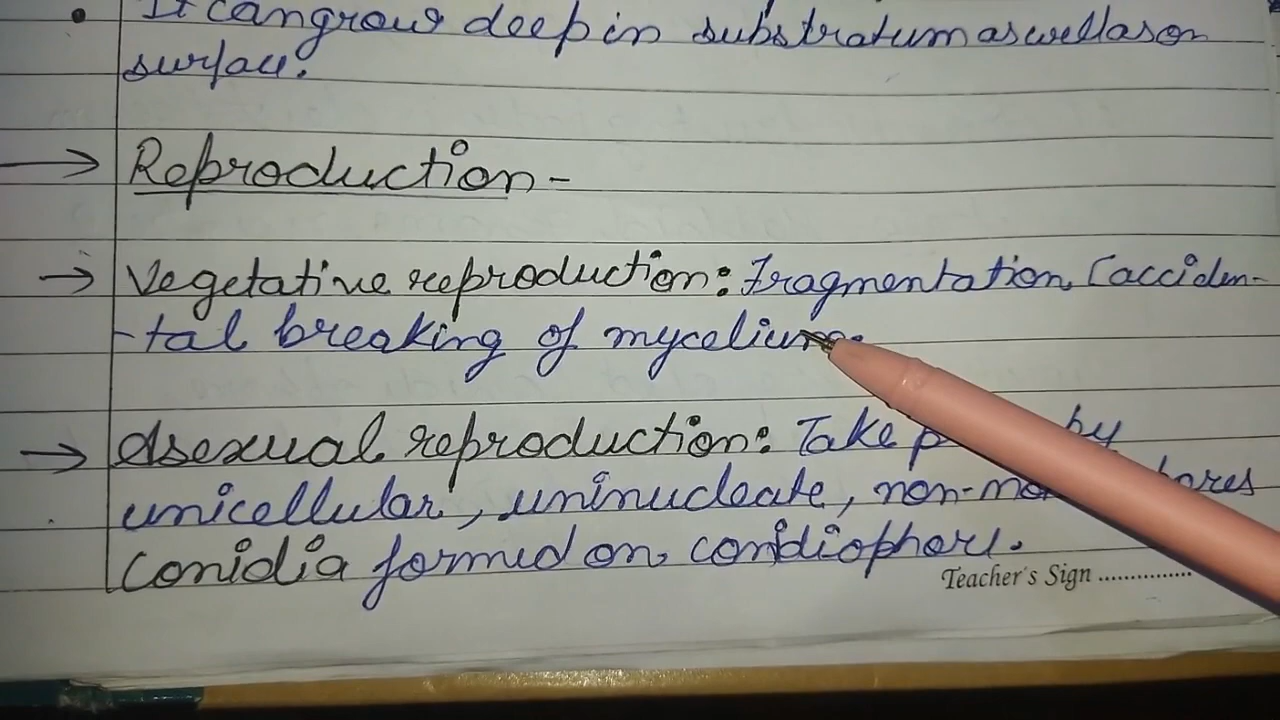 • It can grow deep in substratum as well as on
surface.
→ Reproduction -
→ Vegetative reproduction: Fragmentation (acciden-
-tal breaking of mycelium.
→ Asexual reproduction: Take by
unicellular, uninucleate,
Conidia formed on conidiophore.
Teacher's Sign ...............